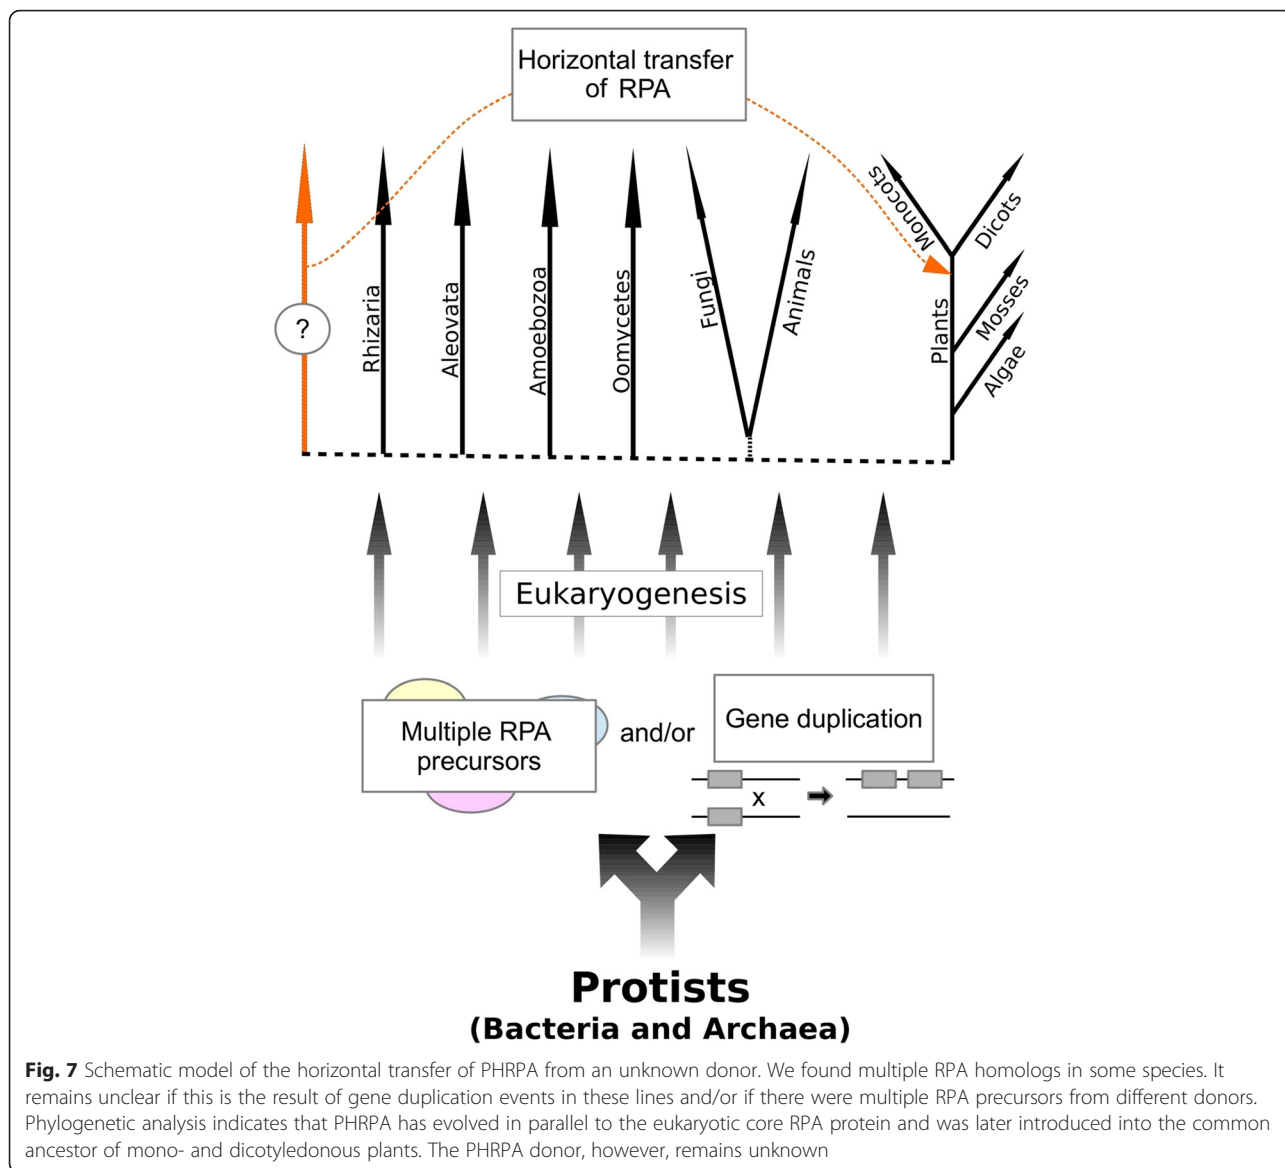 Horizontal transfer
of RPA
?
Rhizaria
Aleovata
Amoebozoa
Oomycetes
Fungi
Animals
Plants
Monocots
Dicots
Mosses
Algae
Eukaryogenesis
Multiple RPA
precursors
and/or
Gene duplication
x
Protists
(Bacteria and Archaea)
Fig. 7 Schematic model of the horizontal transfer of PHRPA from an unknown donor. We found multiple RPA homologs in some species. It
remains unclear if this is the result of gene duplication events in these lines and/or if there were multiple RPA precursors from different donors.
Phylogenetic analysis indicates that PHRPA has evolved in parallel to the eukaryotic core RPA protein and was later introduced into the common
ancestor of mono- and dicotyledonous plants. The PHRPA donor, however, remains unknown